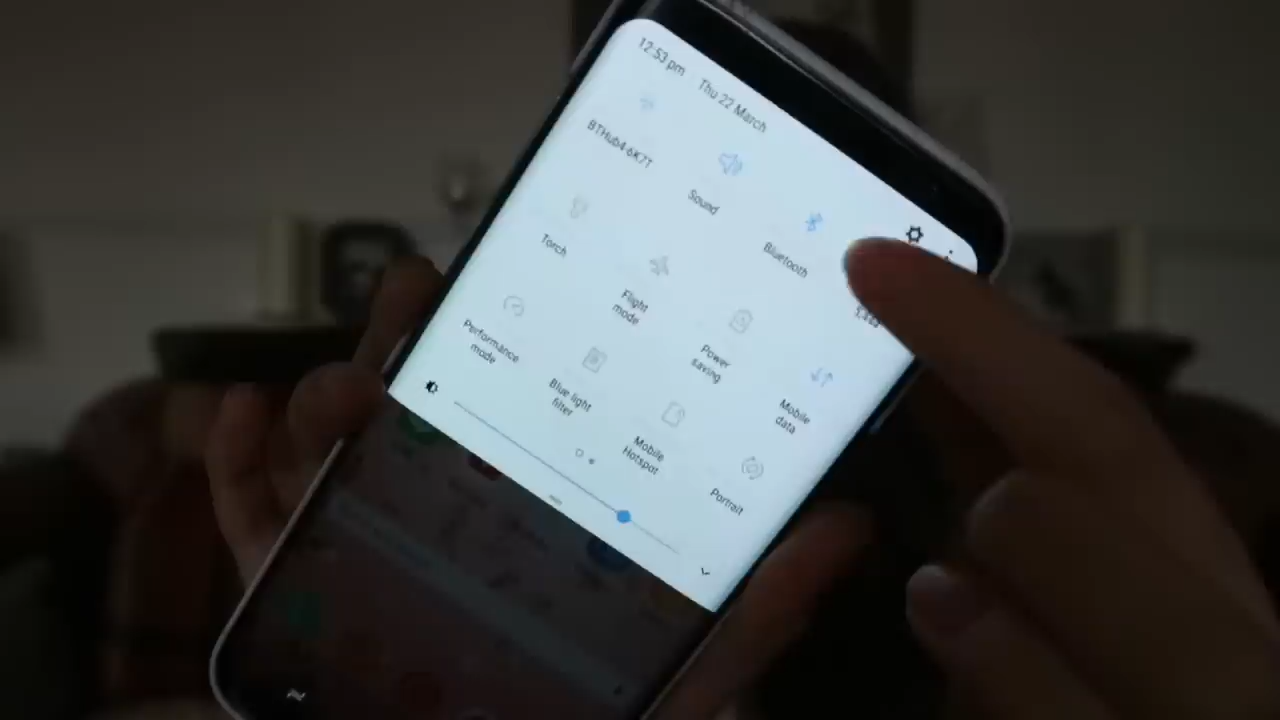 12:53 pm Thu 22 March
BTHub4-6K7T
Sound
Bluetooth
Torch
Flight
mode
Power
saving
Mobile
data
Performance
mode
Blue light
filter
Mobile
Hotspot
Portrait